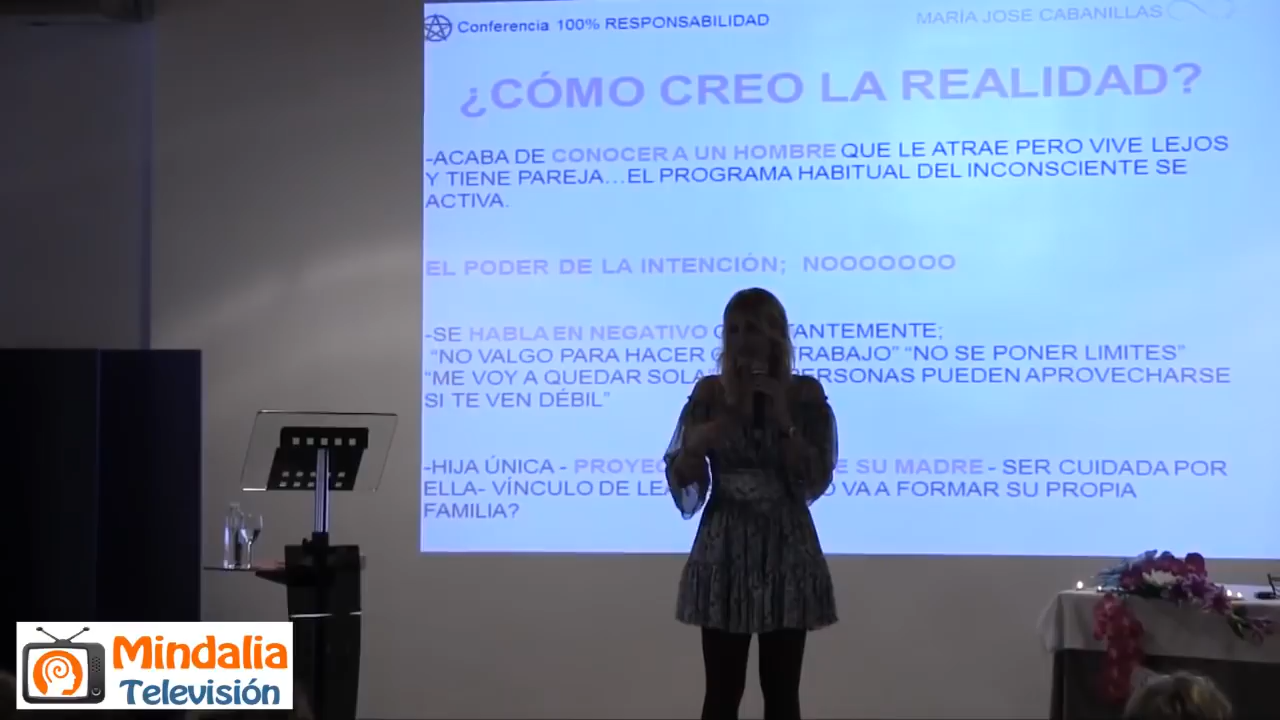 Conferencia 100% RESPONSABILIDAD
MARÍA JOSE CABANILLAS
¿CÓMO CREO LA REALIDAD?
-ACABA DE CONOCER A UN HOMBRE QUE LE ATRAE PERO VIVE LEJOS
Y TIENE PAREJA...EL PROGRAMA HABITUAL DEL INCONSCIENTE SE
ACTIVA.
EL PODER DE LA INTENCIÓN; NOOOOOOO
-SE HABLA EN NEGATIVO TANTEMENTE;
"NO VALGO PARA HACER RABAJO" "NO SE PONER LIMITES"
"ME VOY A QUEDAR SOLA" PERSONAS PUEDEN APROVECHARSE
SI TE VEN DÉBIL"
-HIJA ÚNICA - PROYEC E SU MADRE - SER CUIDADA POR
ELLA- VÍNCULO DE LEA O VA A FORMAR SU PROPIA
FAMILIA?
Mindalia
Televisión